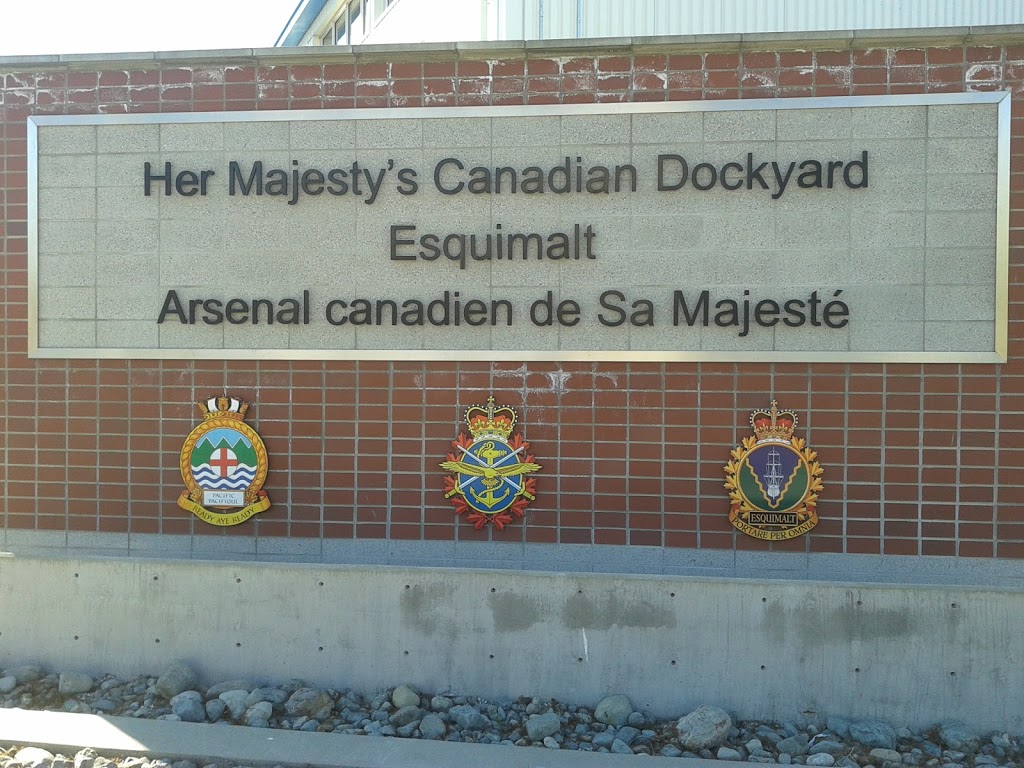 Her Majesty's Canadian Dockyard
Esquimalt
Arsenal canadien de Sa Majesté
PACIFIC
PACIFIQUE
READY AYE READY
ESQUIMALT
PORTARE PER OMNIA